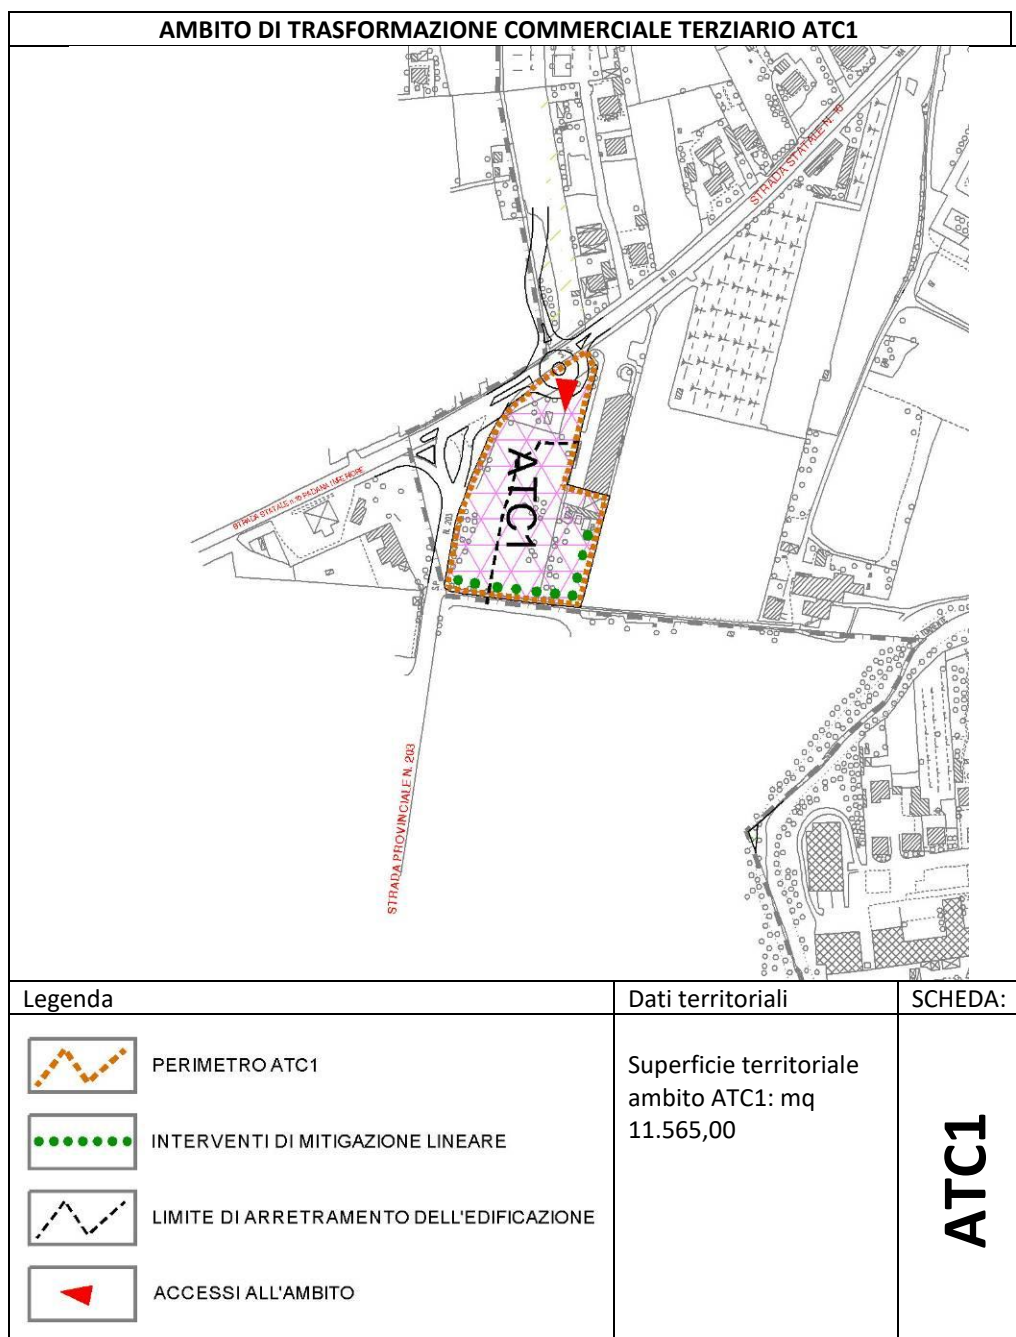 AMBITO DI TRASFORMAZIONE COMMERCIALE TERZIARIO ATC1
STRADA STATALE N. 10
N. 10
ATC1
N. 203
S.P.
STRADA PROVINCIALE N. 203
Legenda
Dati territoriali
SCHEDA:
PERIMETRO ATC1
INTERVENTI DI MITIGAZIONE LINEARE
LIMITE DI ARRETRAMENTO DELL'EDIFICAZIONE
ACCESSI ALL'AMBITO
Superficie territoriale
ambito ATC1: mq
11.565,00
ATC1